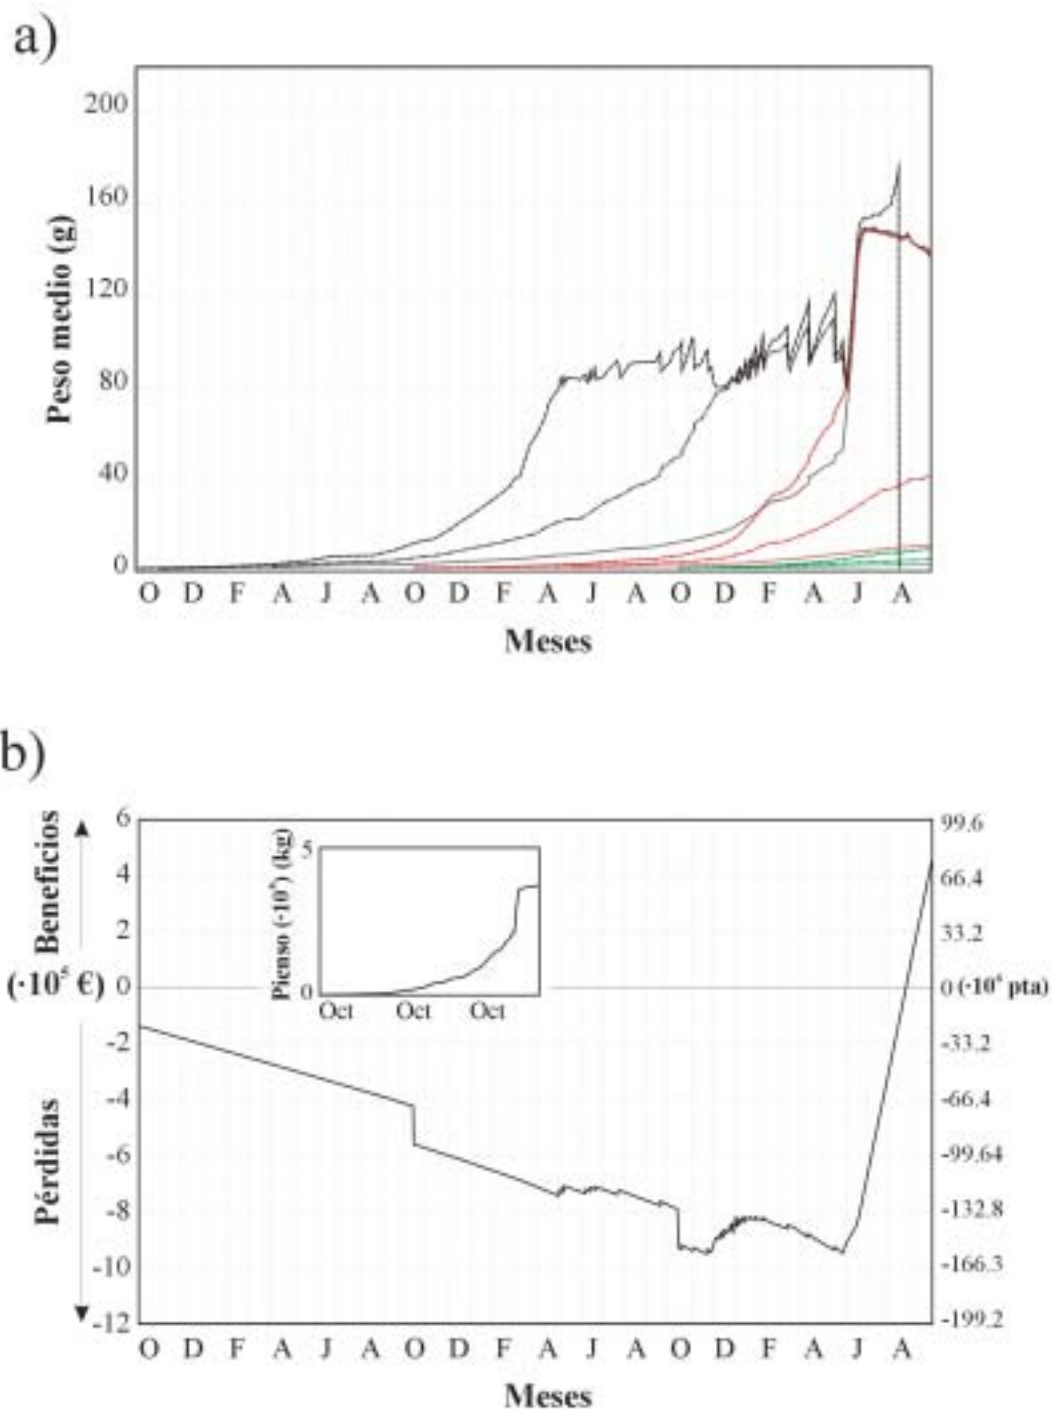 a)
Peso medio (g)
200
160
120
80
40
0
O D F A J A O D F A J A O D F A J A
Meses
b)
Beneficios
(·10⁵ €)
Pérdidas
6
4
2
0
-2
-4
-6
-8
-10
-12
Pienso (·10⁴) (kg)
5
0
Oct Oct Oct
99.6
66.4
33.2
0 (·10⁶ pta)
-33.2
-66.4
-99.64
-132.8
-166.3
-199.2
O D F A J A O D F A J A O D F A J A
Meses